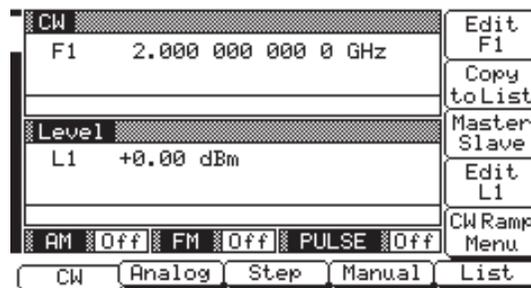 CW
F1 2.000 000 000 0 GHz
Level
L1 +0.00 dBm
AM Off FM Off PULSE Off
Edit
F1
Copy
to List
Master
Slave
Edit
L1
CW Ramp
Menu
CW Analog Step Manual List